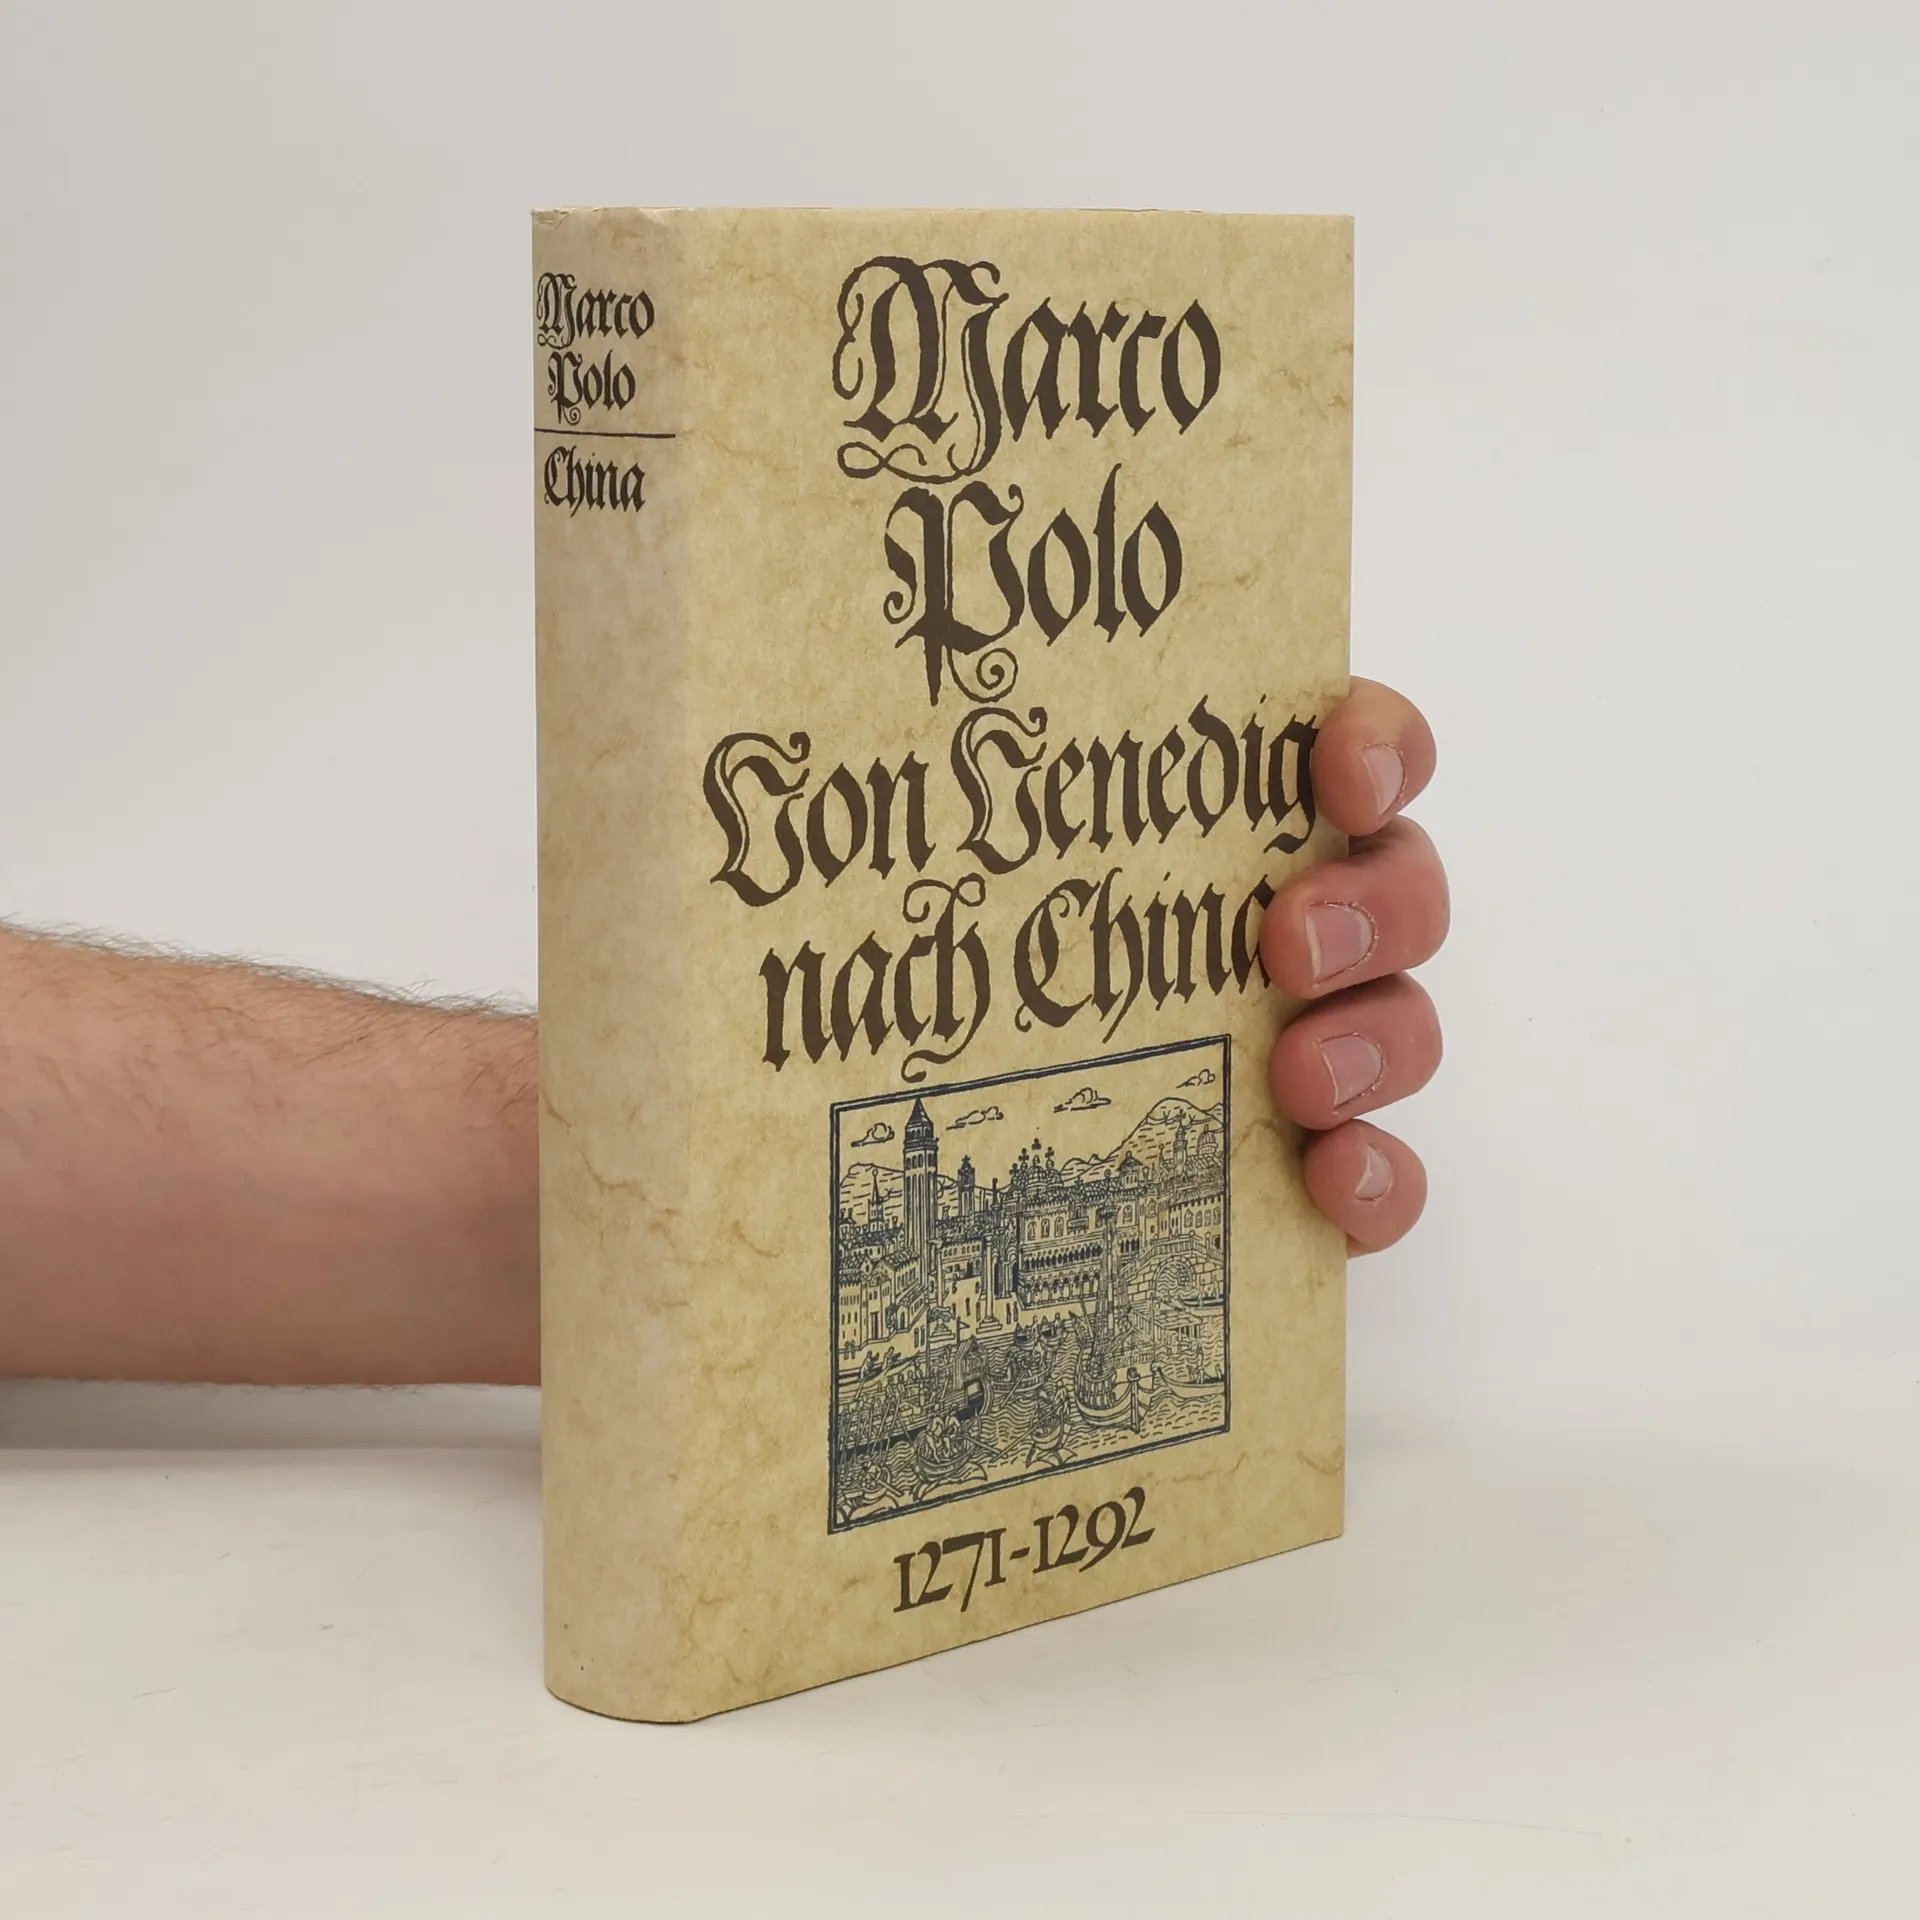 Marco
Polo
China
Marco
Polo
Von Venedig
nach China
1271-1292